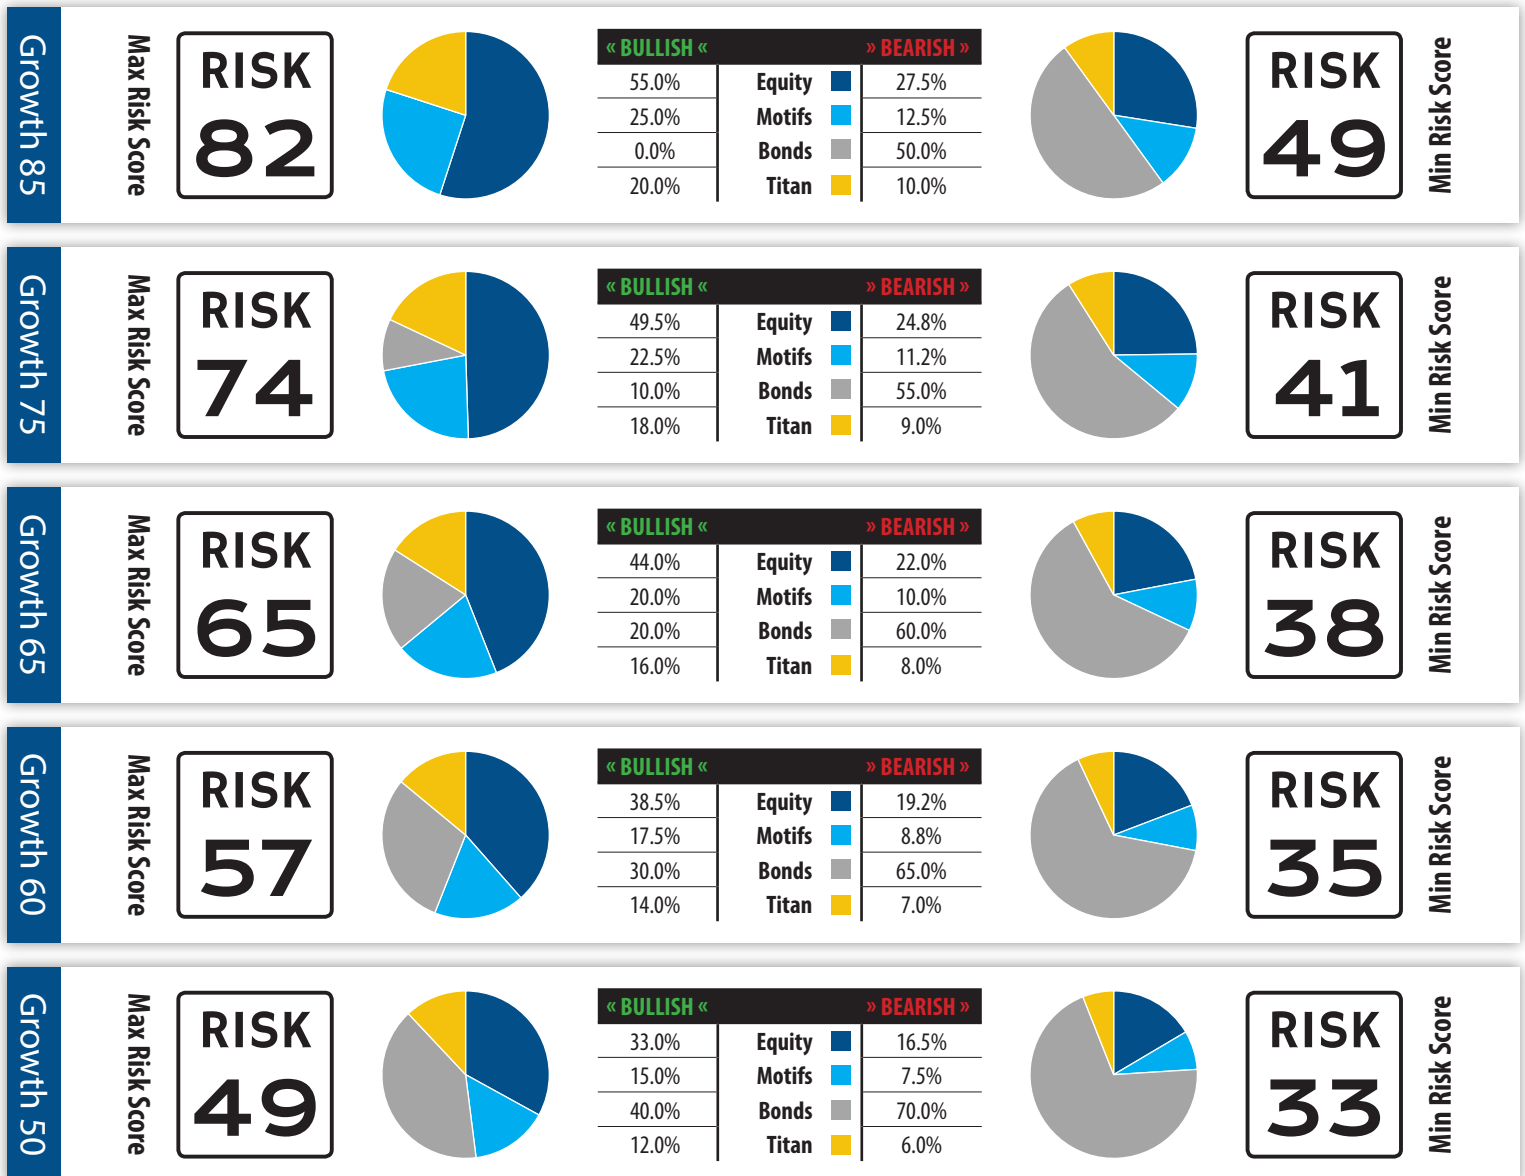 Growth 85
Max Risk Score
RISK
82
« BULLISH « » BEARISH »
55.0% Equity 27.5%
25.0% Motifs 12.5%
0.0% Bonds 50.0%
20.0% Titan 10.0%
RISK
49
Min Risk Score
Growth 75
Max Risk Score
RISK
74
« BULLISH « » BEARISH »
49.5% Equity 24.8%
22.5% Motifs 11.2%
10.0% Bonds 55.0%
18.0% Titan 9.0%
RISK
41
Min Risk Score
Growth 65
Max Risk Score
RISK
65
« BULLISH « » BEARISH »
44.0% Equity 22.0%
20.0% Motifs 10.0%
20.0% Bonds 60.0%
16.0% Titan 8.0%
RISK
38
Min Risk Score
Growth 60
Max Risk Score
RISK
57
« BULLISH « » BEARISH »
38.5% Equity 19.2%
17.5% Motifs 8.8%
30.0% Bonds 65.0%
14.0% Titan 7.0%
RISK
35
Min Risk Score
Growth 50
Max Risk Score
RISK
49
« BULLISH « » BEARISH »
33.0% Equity 16.5%
15.0% Motifs 7.5%
40.0% Bonds 70.0%
12.0% Titan 6.0%
RISK
33
Min Risk Score